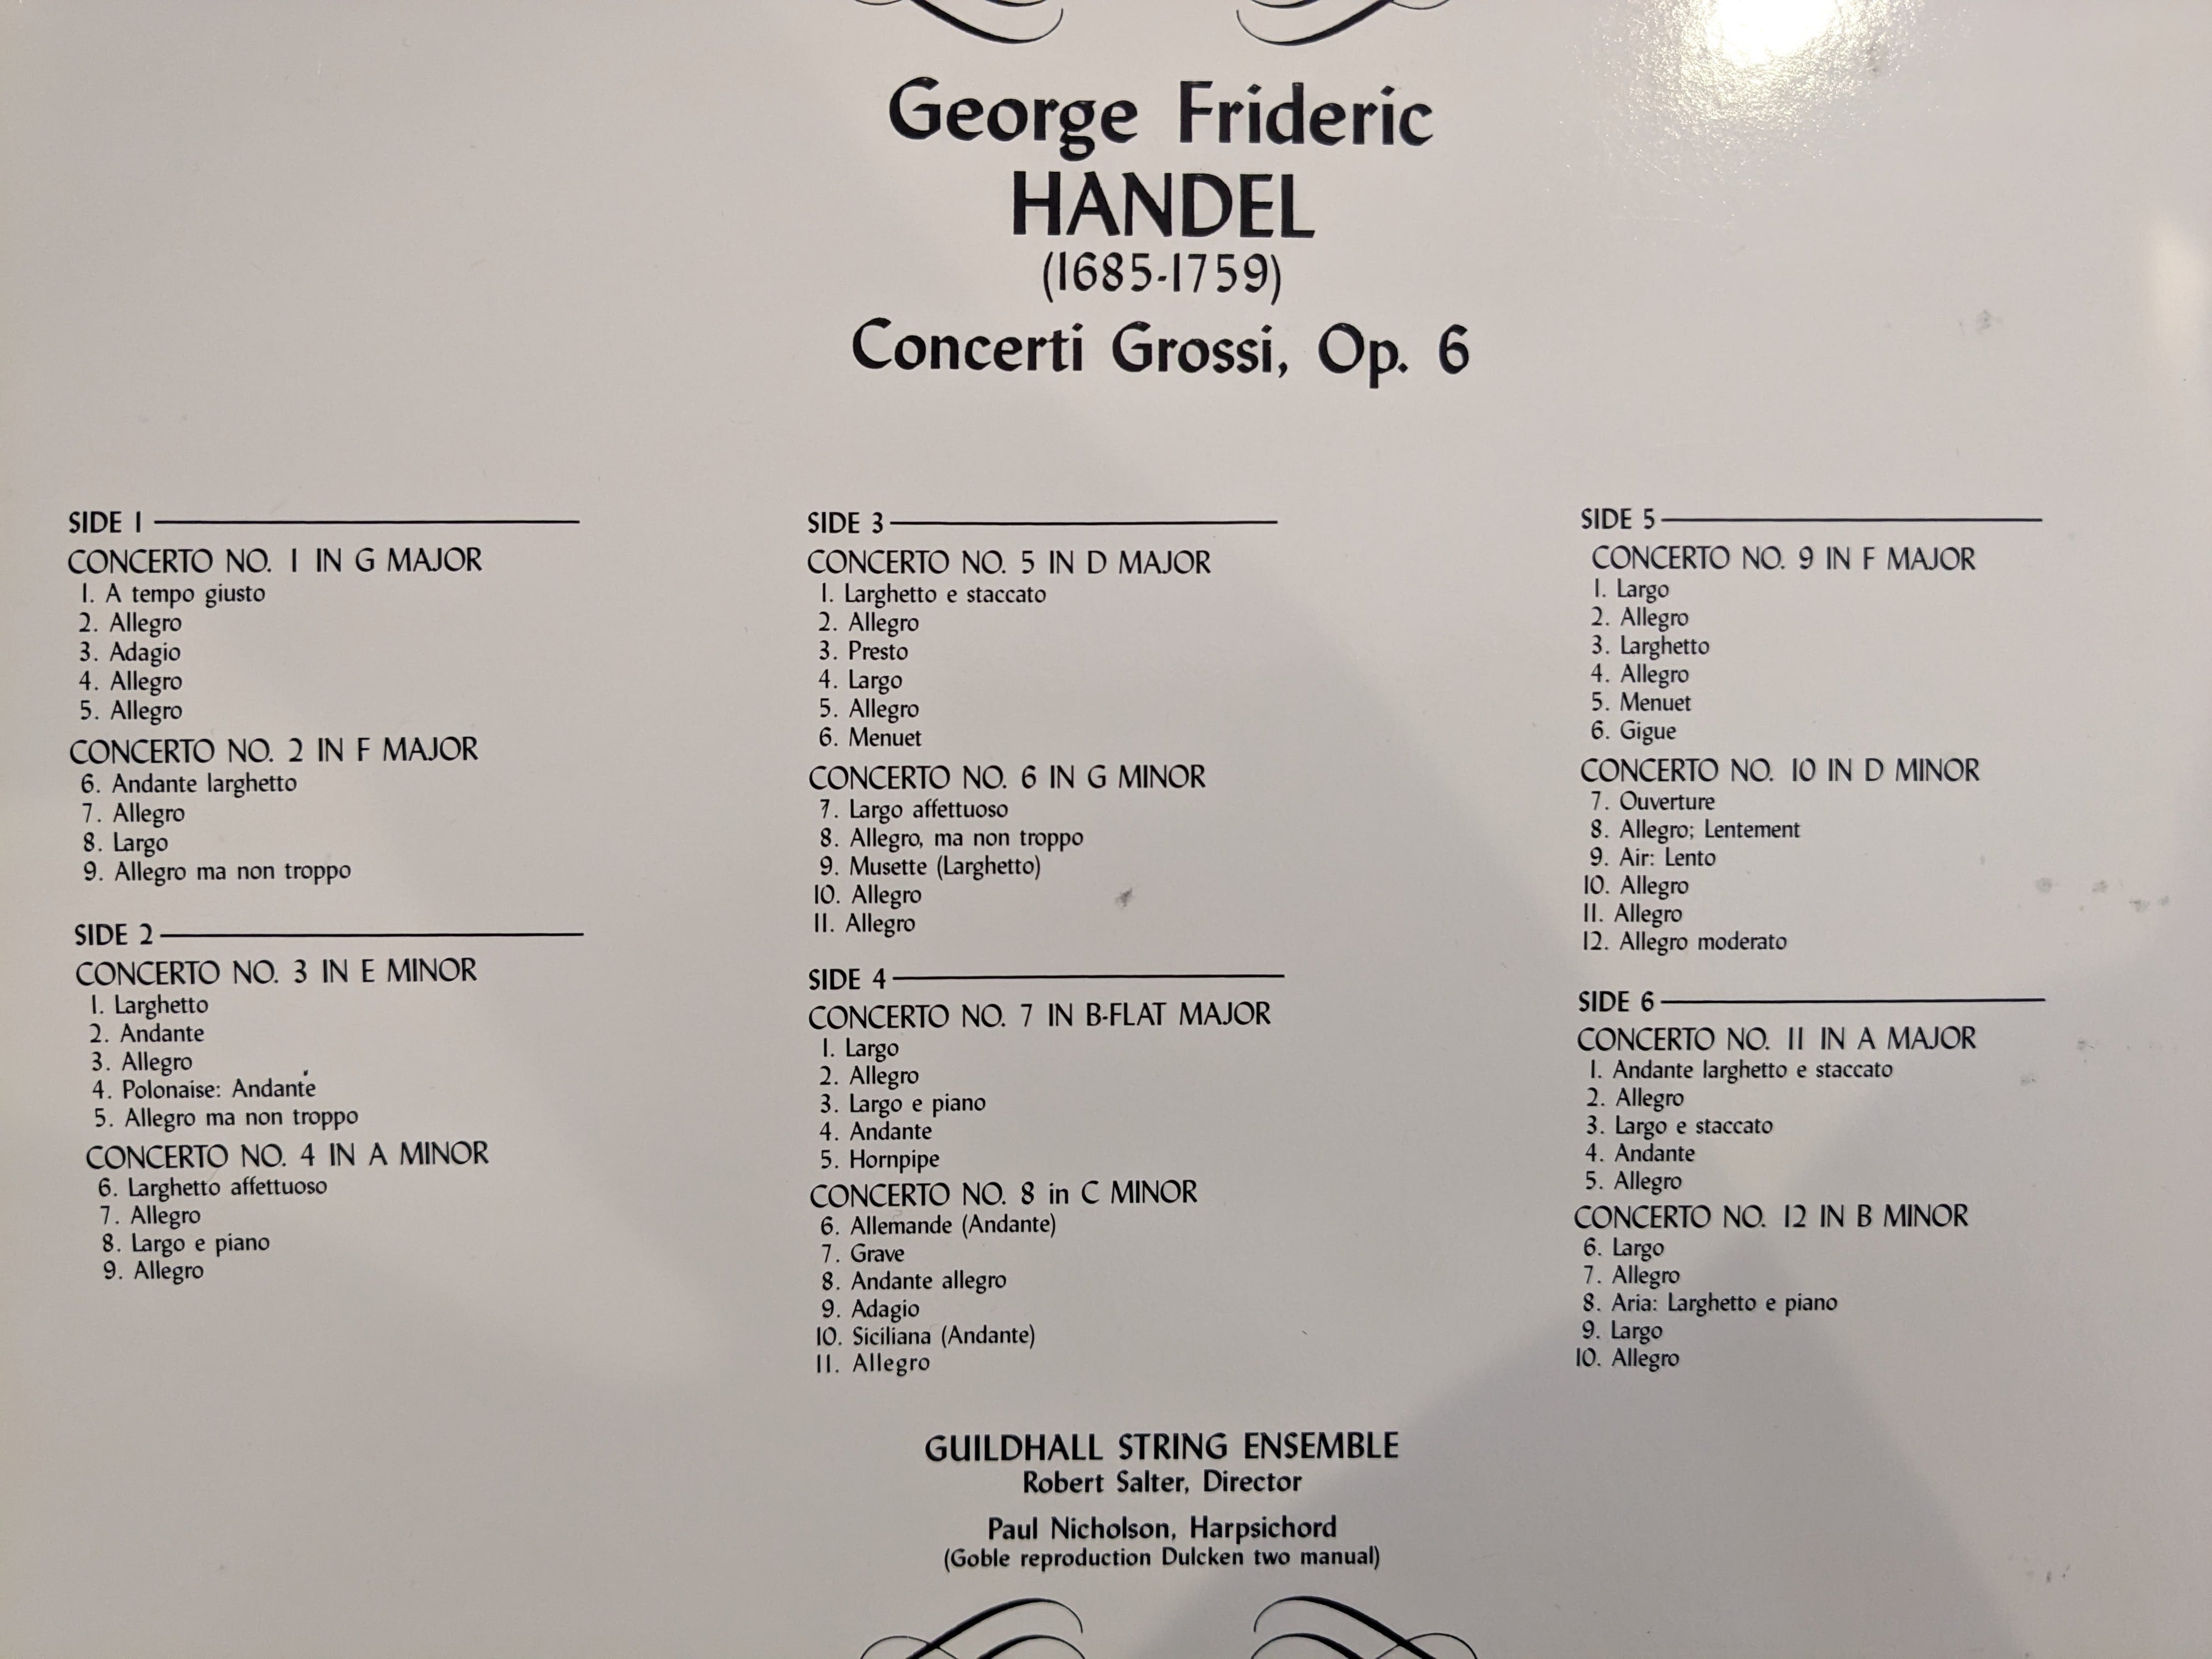 George Frideric
HANDEL
(1685-1759)
Concerti Grossi, Op. 6
SIDE 1
CONCERTO NO. 1 IN G MAJOR
1. A tempo giusto
2. Allegro
3. Adagio
4. Allegro
5. Allegro
CONCERTO NO. 2 IN F MAJOR
6. Andante larghetto
7. Allegro
8. Largo
9. Allegro ma non troppo
SIDE 2
CONCERTO NO. 3 IN E MINOR
1. Larghetto
2. Andante
3. Allegro
4. Polonaise: Andante
5. Allegro ma non troppo
CONCERTO NO. 4 IN A MINOR
6. Larghetto affettuoso
7. Allegro
8. Largo e piano
9. Allegro
SIDE 3
CONCERTO NO. 5 IN D MAJOR
1. Larghetto e staccato
2. Allegro
3. Presto
4. Largo
5. Allegro
6. Menuet
CONCERTO NO. 6 IN G MINOR
7. Largo affettuoso
8. Allegro, ma non troppo
9. Musette (Larghetto)
10. Allegro
11. Allegro
SIDE 4
CONCERTO NO. 7 IN B-FLAT MAJOR
1. Largo
2. Allegro
3. Largo e piano
4. Andante
5. Hornpipe
CONCERTO NO. 8 in C MINOR
6. Allemande (Andante)
7. Grave
8. Andante allegro
9. Adagio
10. Siciliana (Andante)
11. Allegro
SIDE 5
CONCERTO NO. 9 IN F MAJOR
1. Largo
2. Allegro
3. Larghetto
4. Allegro
5. Menuet
6. Gigue
CONCERTO NO. 10 IN D MINOR
7. Ouverture
8. Allegro; Lentement
9. Air: Lento
10. Allegro
11. Allegro
12. Allegro moderato
SIDE 6
CONCERTO NO. 11 IN A MAJOR
1. Andante larghetto e staccato
2. Allegro
3. Largo e staccato
4. Andante
5. Allegro
CONCERTO NO. 12 IN B MINOR
6. Largo
7. Allegro
8. Aria: Larghetto e piano
9. Largo
10. Allegro
GUILDHALL STRING ENSEMBLE
Robert Salter, Director
Paul Nicholson, Harpsichord
(Goble reproduction Dulcken two manual)